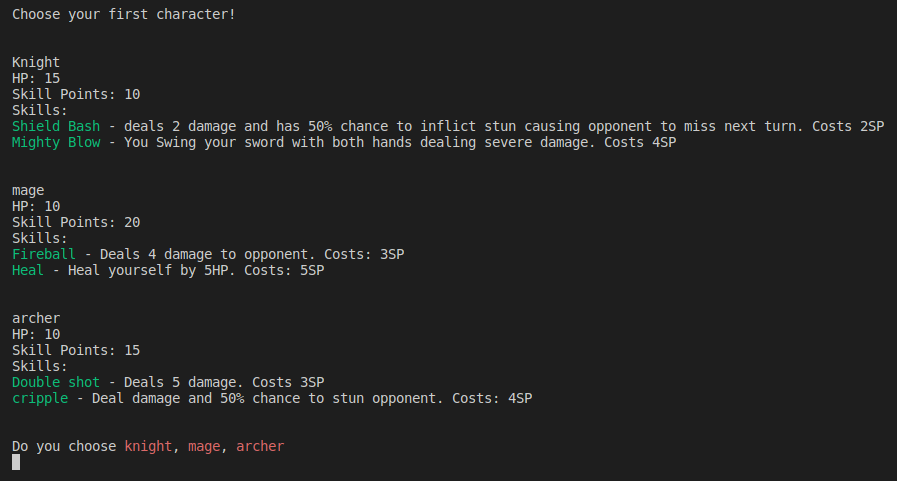 Choose your first character!
Knight
HP: 15
Skill Points: 10
Skills:
Shield Bash - deals 2 damage and has 50% chance to inflict stun causing opponent to miss next turn. Costs 2SP
Mighty Blow - You Swing your sword with both hands dealing severe damage. Costs 4SP
mage
HP: 10
Skill Points: 20
Skills:
Fireball - Deals 4 damage to opponent. Costs: 3SP
Heal - Heal yourself by 5HP. Costs: 5SP
archer
HP: 10
Skill Points: 15
Skills:
Double shot - Deals 5 damage. Costs 3SP
cripple - Deal damage and 50% chance to stun opponent. Costs: 4SP
Do you choose knight, mage, archer